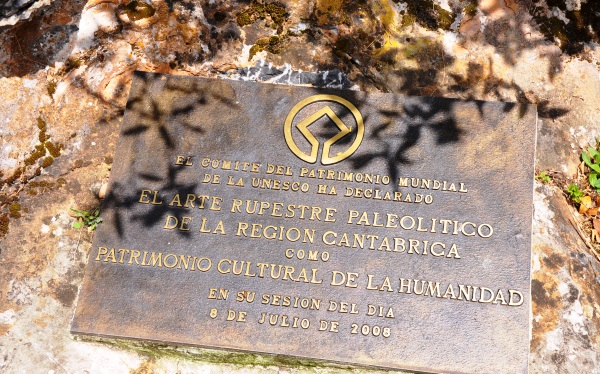 EL COMITE DEL PATRIMONIO MUNDIAL
DE LA UNESCO HA DECLARADO
EL ARTE RUPESTRE PALEOLITICO
DE LA REGION CANTABRICA
COMO
PATRIMONIO CULTURAL DE LA HUMANIDAD
EN SU SESION DEL DIA
8 DE JULIO DE 2008